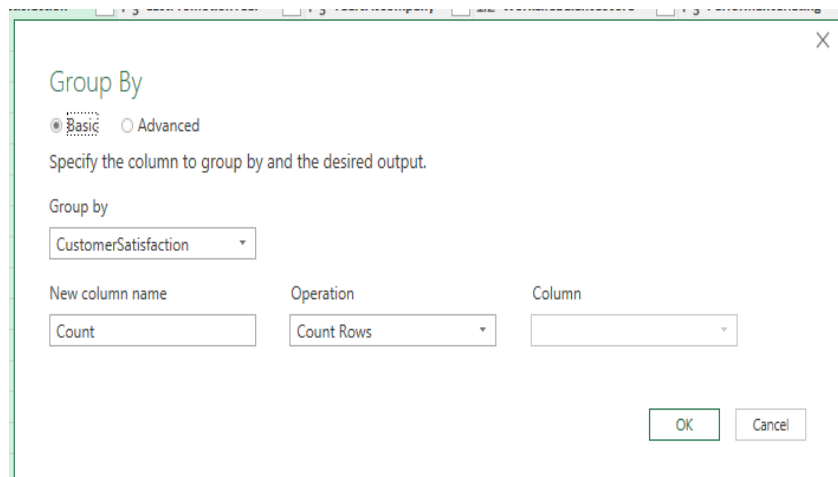 Group By
Basic Advanced
Specify the column to group by and the desired output.
Group by
CustomerSatisfaction
New column name Operation Column
Count Count Rows
OK Cancel